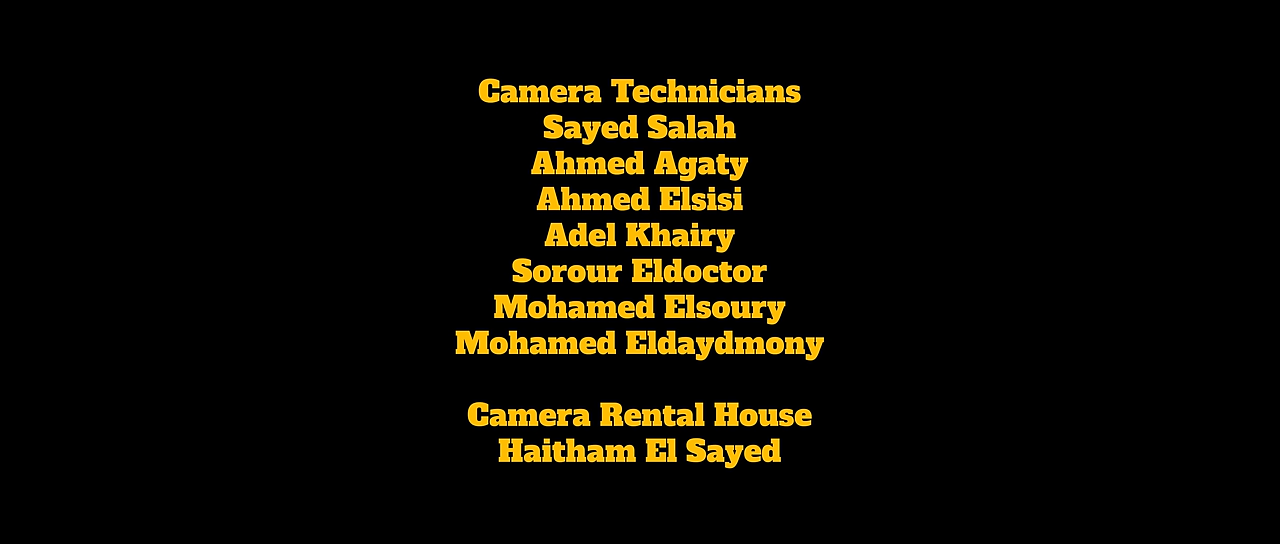 Camera Technicians
Sayed Salah
Ahmed Agaty
Ahmed Elsisi
Adel Khairy
Sorour Eldoctor
Mohamed Elsoury
Mohamed Eldaydmony
Camera Rental House
Haitham El Sayed